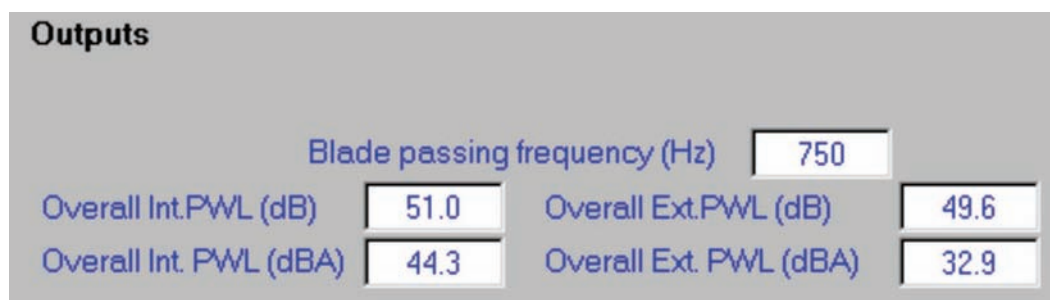 Outputs
Blade passing frequency (Hz) 750
Overall Int.PWL (dB) 51.0 Overall Ext.PWL (dB) 49.6
Overall Int. PWL (dBA) 44.3 Overall Ext. PWL (dBA) 32.9